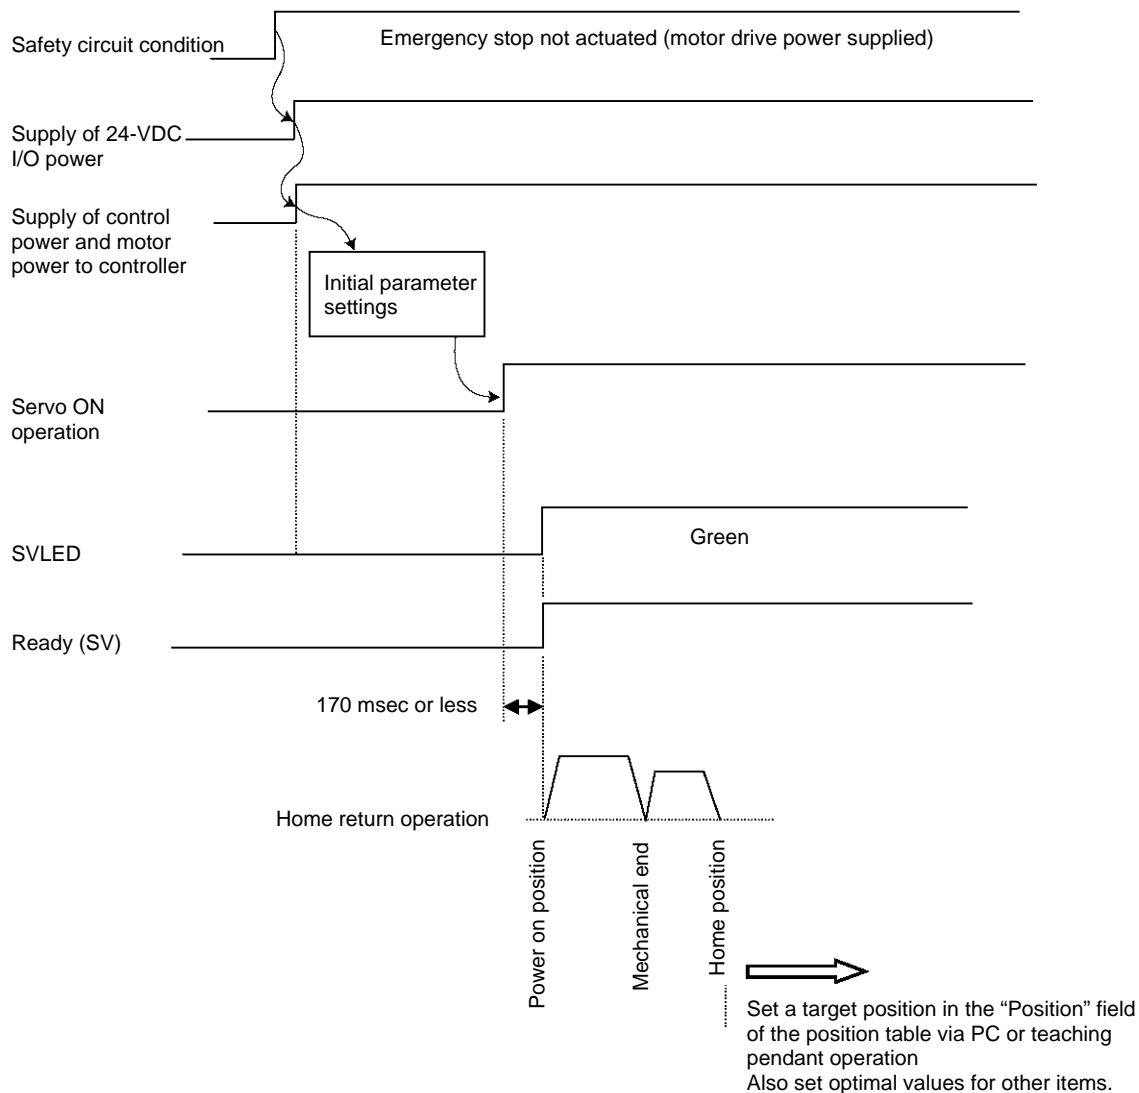 Safety circuit condition
Emergency stop not actuated (motor drive power supplied)
Supply of 24-VDC
I/O power
Supply of control
power and motor
power to controller
Initial parameter
settings
Servo ON
operation
SVLED
Green
Ready (SV)
170 msec or less
Home return operation
Power on position
Mechanical end
Home position
Set a target position in the “Position” field
of the position table via PC or teaching
pendant operation
Also set optimal values for other items.